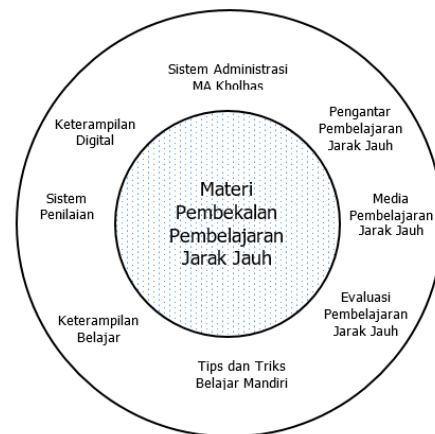 Sistem Administrasi
MA Kholhas
Pengantar
Pembelajaran
Jarak Jauh
Media
Pembelajaran
Jarak Jauh
Evaluasi
Pembelajaran
Jarak Jauh
Tips dan Triks
Belajar Mandiri
Keterampilan
Belajar
Sistem
Penilaian
Keterampilan
Digital
Materi
Pembekalan
Pembelajaran
Jarak Jauh